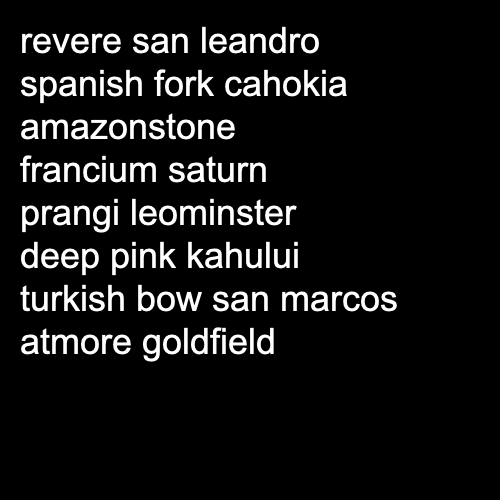 revere san leandro
spanish fork cahokia
amazonstone
francium saturn
prangi leominster
deep pink kahului
turkish bow san marcos
atmore goldfield